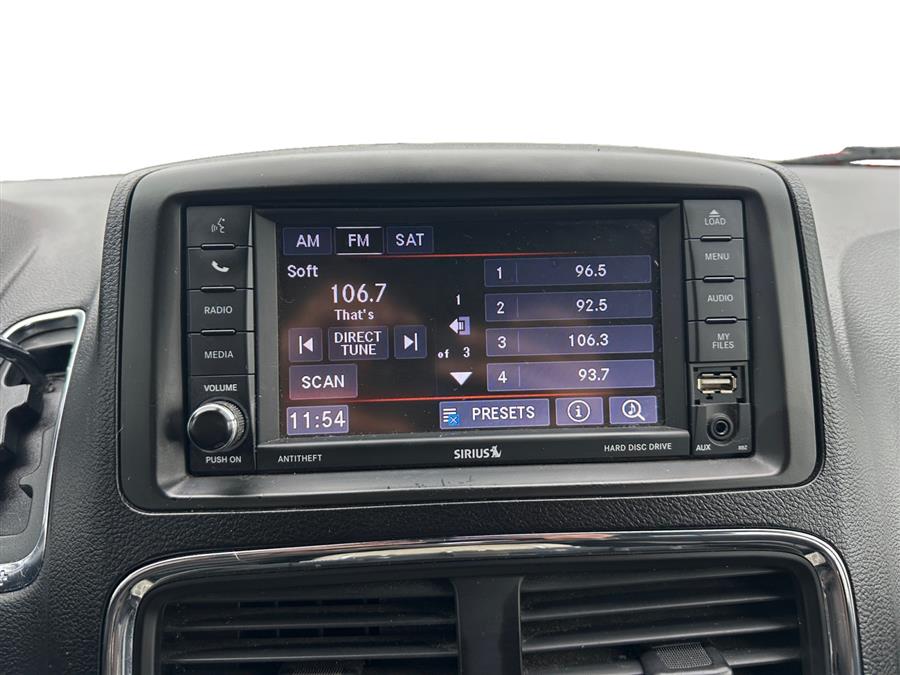 AM FM SAT
Soft
106.7
That's
DIRECT
TUNE
SCAN
11:54
1
of 3
1 96.5
2 92.5
3 106.3
4 93.7
PRESETS
RADIO
MEDIA
VOLUME
PUSH ON
LOAD
MENU
AUDIO
MY
FILES
AUX RBZ
ANTITHEFT SIRIUS HARD DISC DRIVE